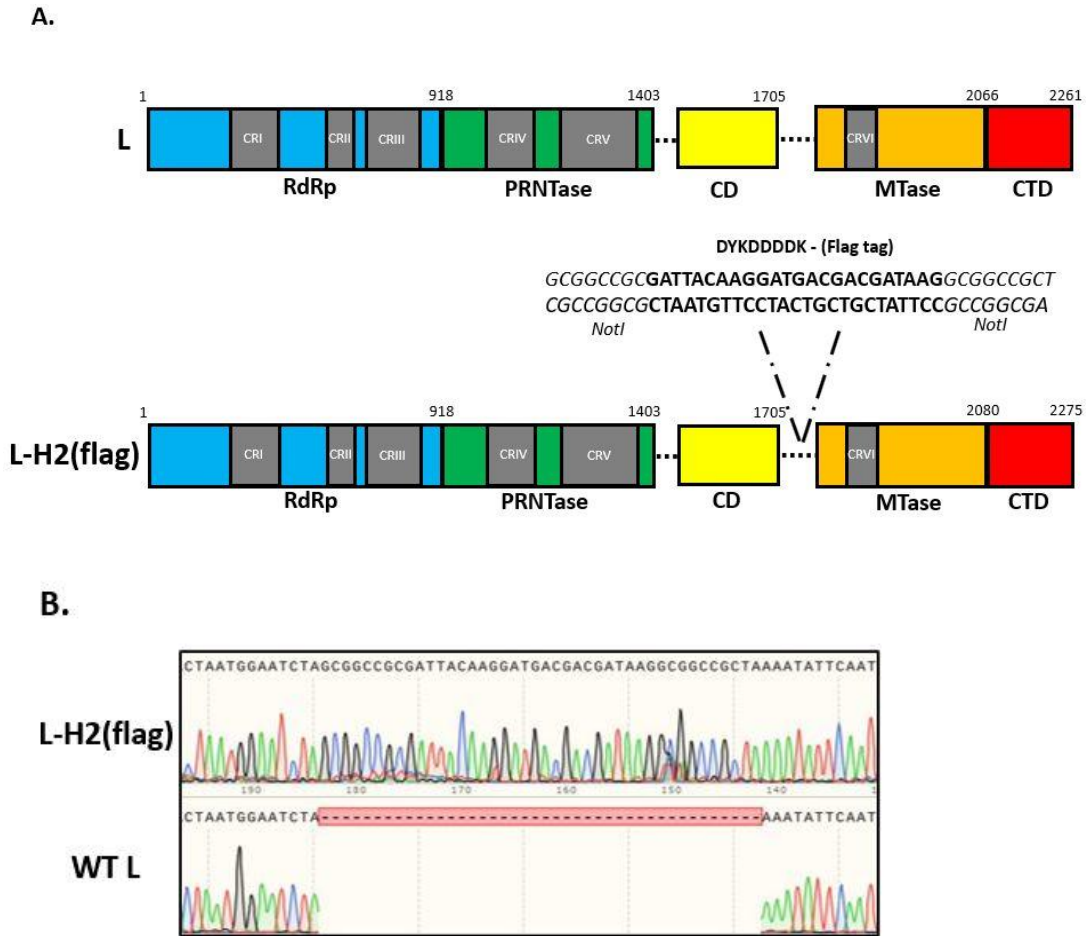 A.
1 918 1403 1705 2066 2261
L CRI CRII CRIII CRIV CRV CRVI
RdRp PRNTase CD MTase CTD
DYKDDDDK - (Flag tag)
GCGGCCGCGATTACAAGGATGACGACGATAAGGCGGCCGCT
CGCCGGCGCTAATGTTCCTACTGCTGCTATTCCGCCGGCGA
NotI NotI
1 918 1403 1705 2080 2275
L-H2(flag) CRI CRII CRIII CRIV CRV CRVI
RdRp PRNTase CD MTase CTD
B.
CTAATGGAATCTAGCGGCCGCGATTACAAGGATGACGACGATAAGGCGGCCGCTAAAATATTCAAT
L-H2(flag)
190 180 170 160 150 140
CTAATGGAATCTA------------------------------------------AAATATTCAAT
WT L